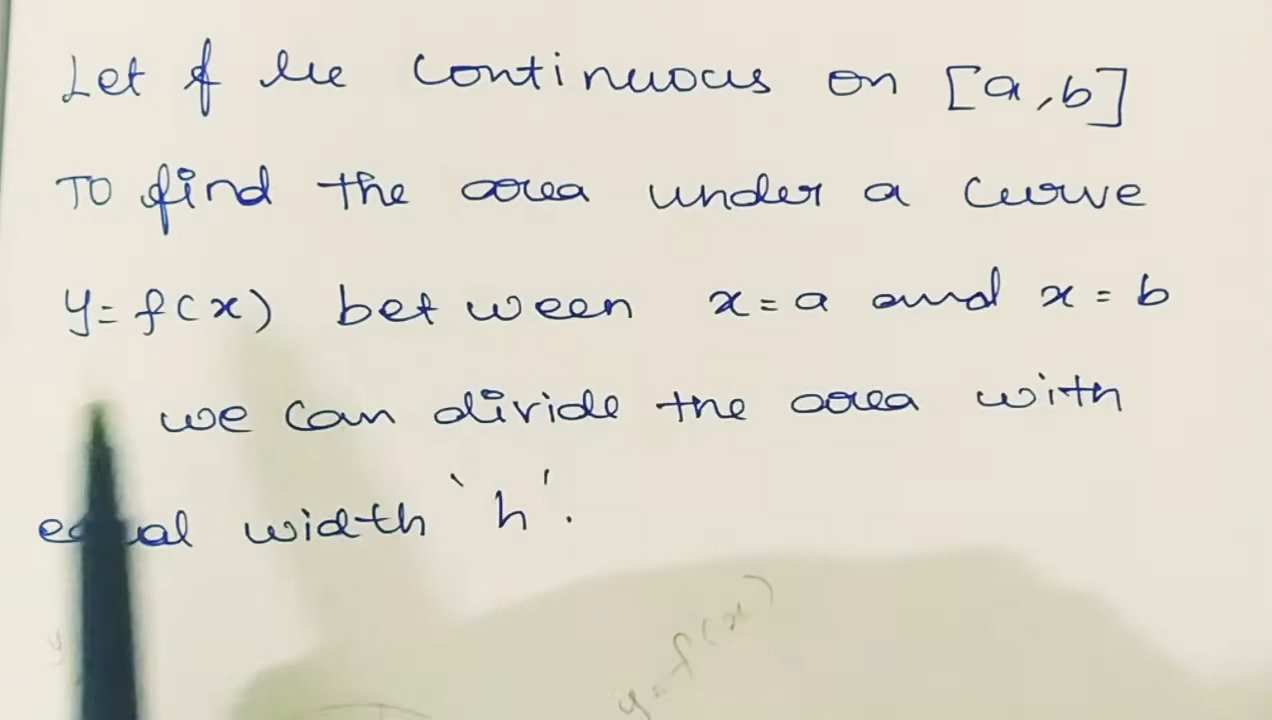 Let f be continuous on [a,b]
TO find the area under a curve
y=f(x) between x=a and x=b
we can divide the area with
equal width 'h'.
y=f(x)